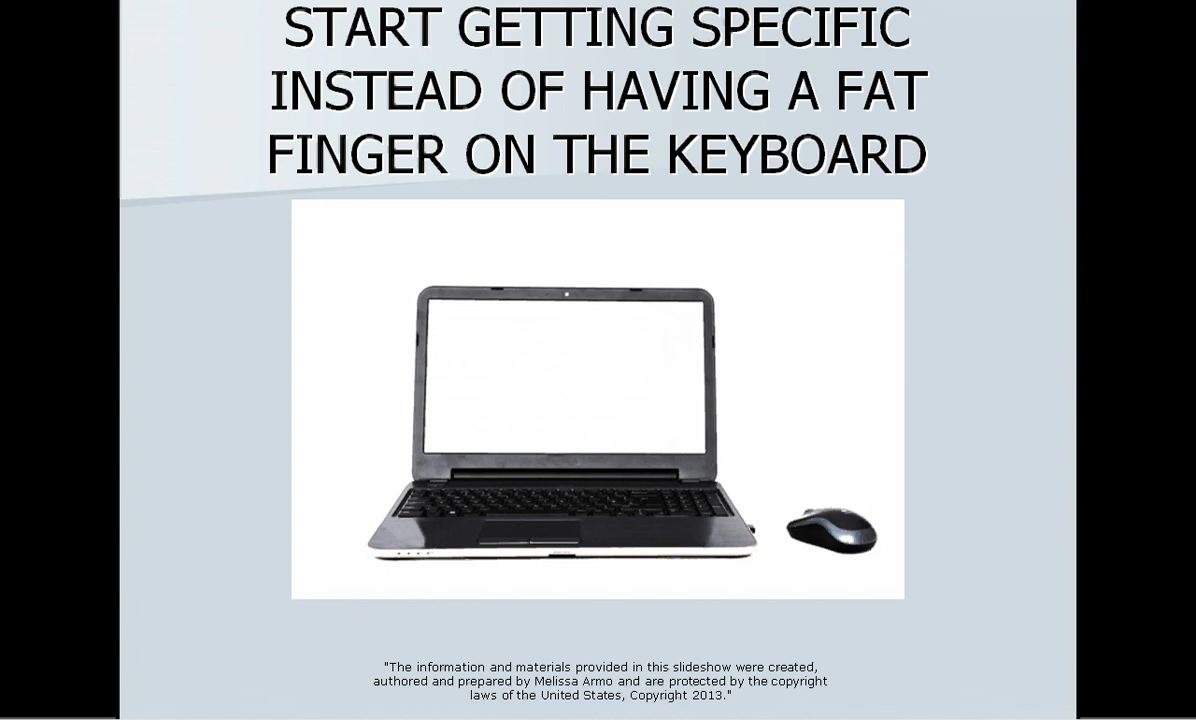 START GETTING SPECIFIC
INSTEAD OF HAVING A FAT
FINGER ON THE KEYBOARD
"The information and materials provided in this slideshow were created,
authored and prepared by Melissa Armo and are protected by the copyright
laws of the United States, Copyright 2013."